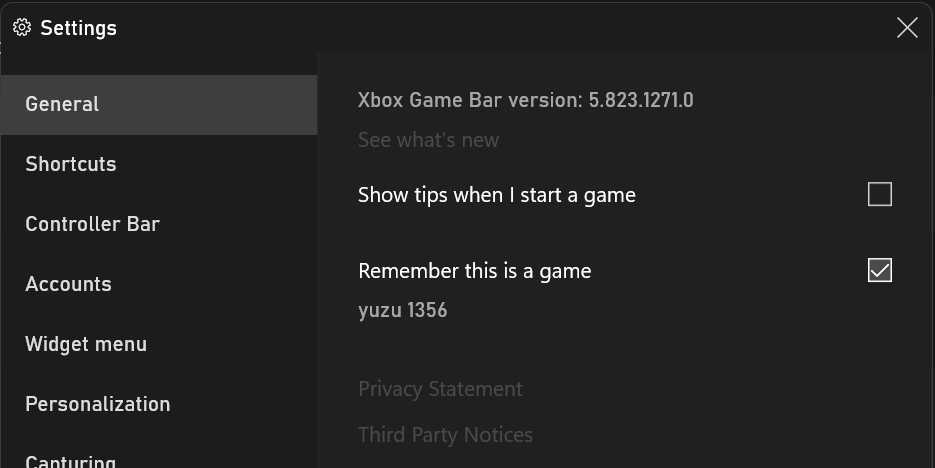 Settings
General
Shortcuts
Controller Bar
Accounts
Widget menu
Personalization
Capturing
Xbox Game Bar version: 5.823.1271.0
See what's new
Show tips when I start a game
Remember this is a game
yuzu 1356
Privacy Statement
Third Party Notices